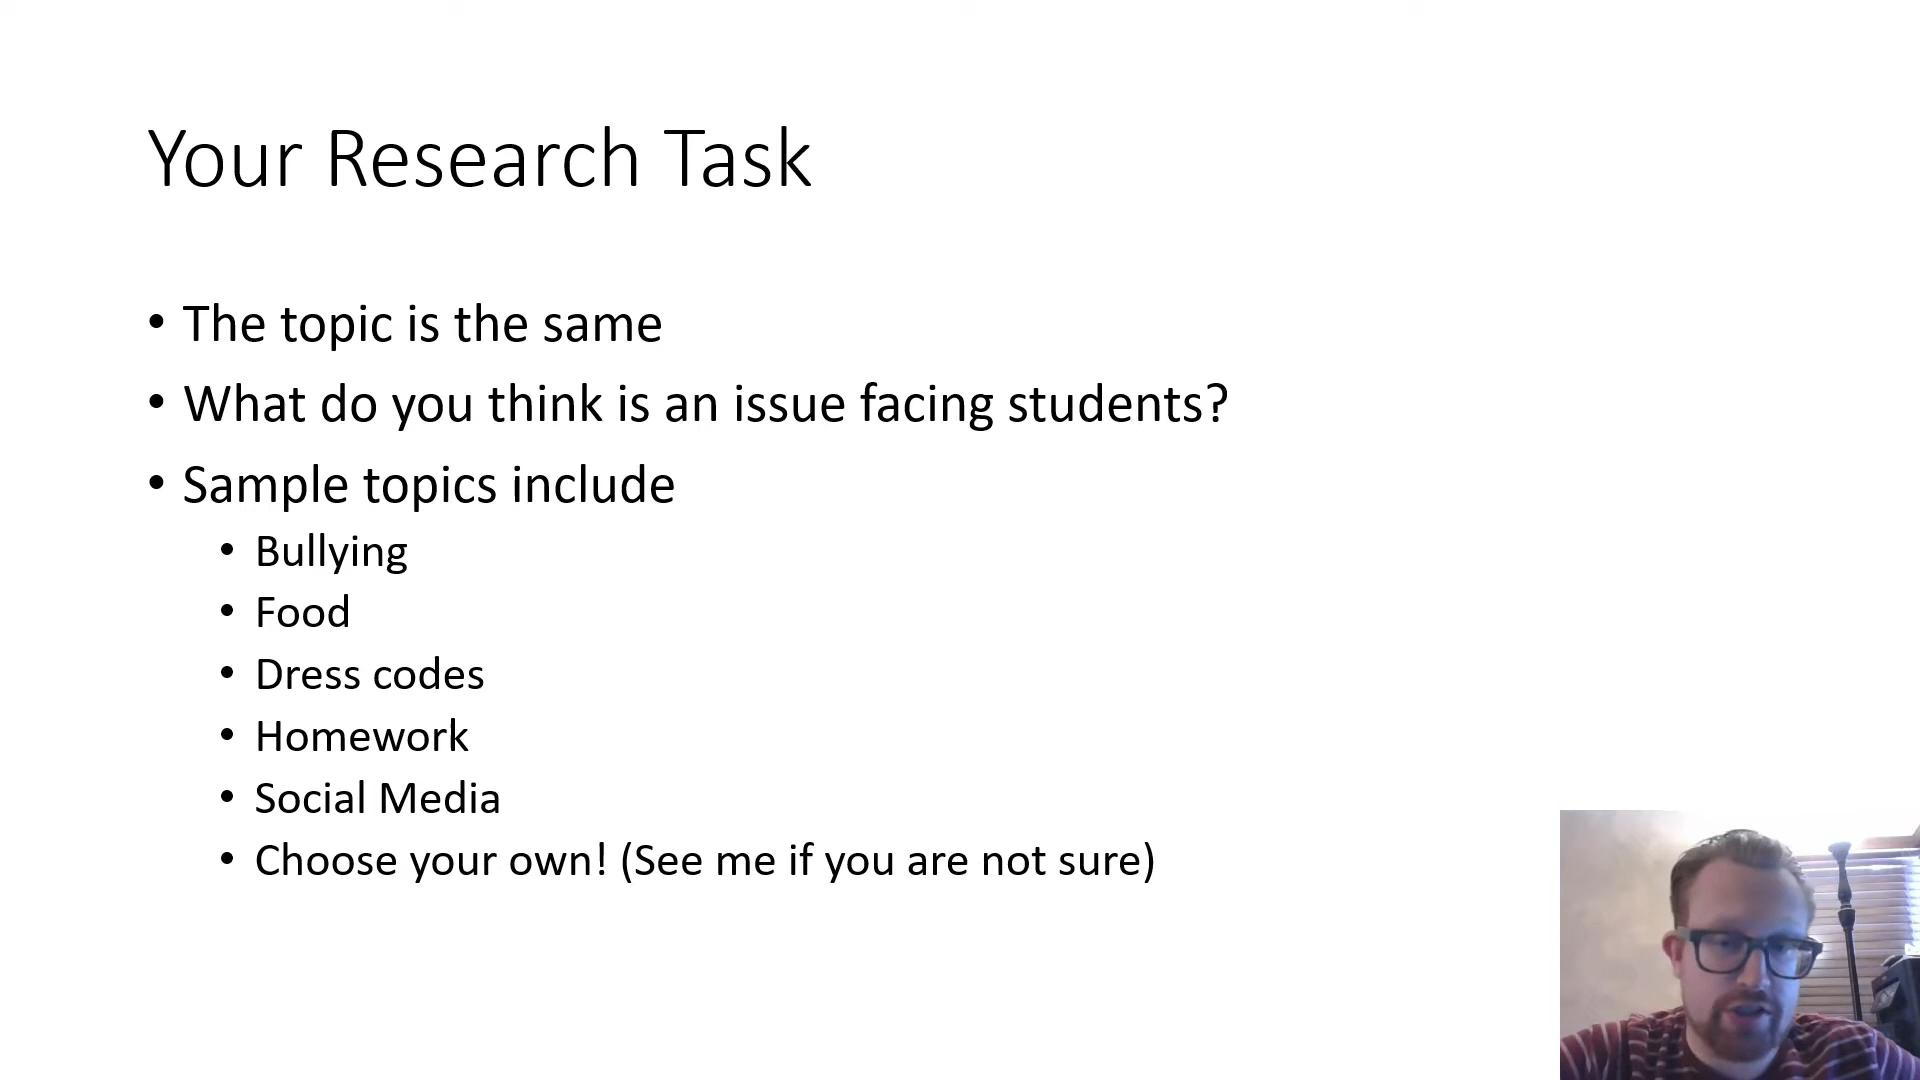 Your Research Task
• The topic is the same
• What do you think is an issue facing students?
• Sample topics include
• Bullying
• Food
• Dress codes
• Homework
• Social Media
• Choose your own! (See me if you are not sure)